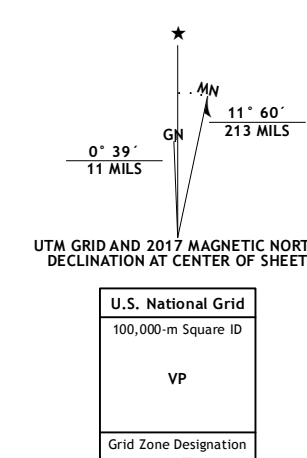 ★
MN
11° 60´
213 MILS
GN
0° 39´
11 MILS
UTM GRID AND 2017 MAGNETIC NORT
DECLINATION AT CENTER OF SHEET
U.S. National Grid
100,000-m Square ID
VP
Grid Zone Designation